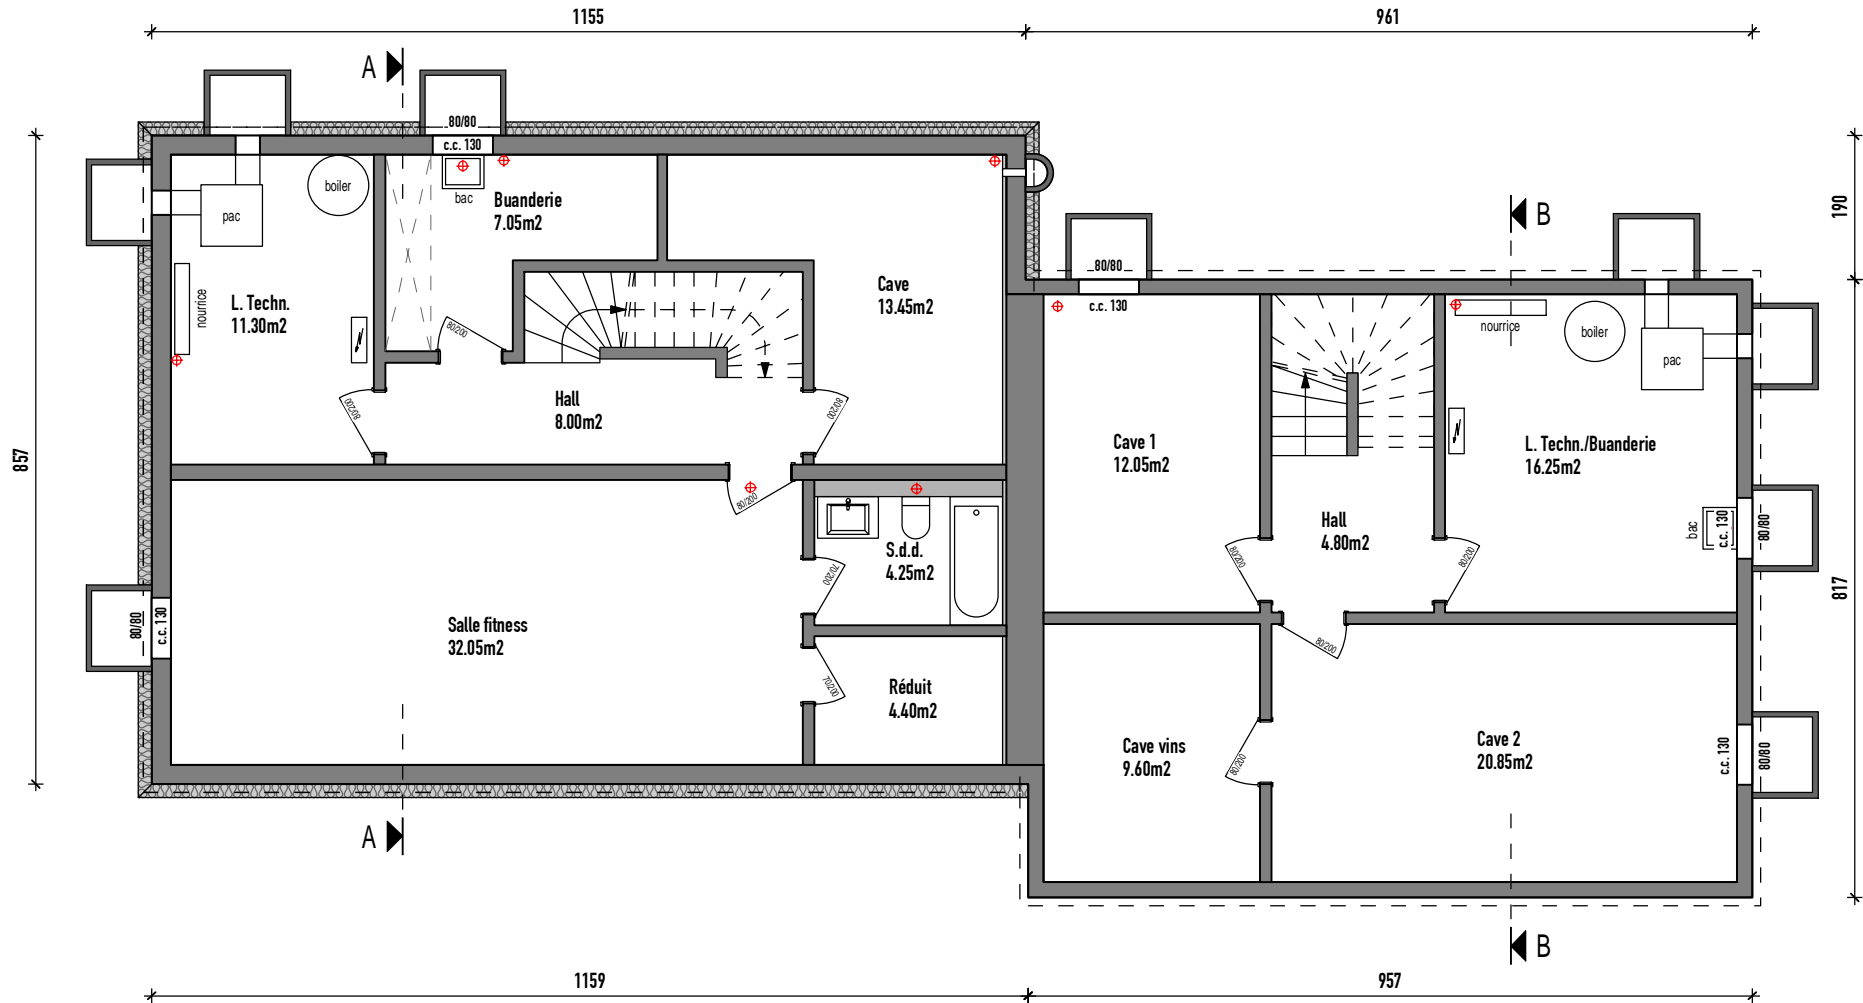 1155
961
A
80/80
c.c. 130
boiler
pac
bac
Buanderie
7.05m2
190
B
nourrice
L. Techn.
11.30m2
Cave
13.45m2
80/80
c.c. 130
nourrice
boiler
pac
80/200
80/200
80/200
Hall
8.00m2
857
Cave 1
12.05m2
L. Techn./Buanderie
16.25m2
80/200
S.d.d.
4.25m2
70/200
Hall
4.80m2
80/200
80/200
bac
c.c. 130
80/80
817
80/80
c.c. 130
Salle fitness
32.05m2
80/200
Réduit
4.40m2
70/200
Cave vins
9.60m2
80/200
Cave 2
20.85m2
c.c. 130
80/80
A
B
1159
957